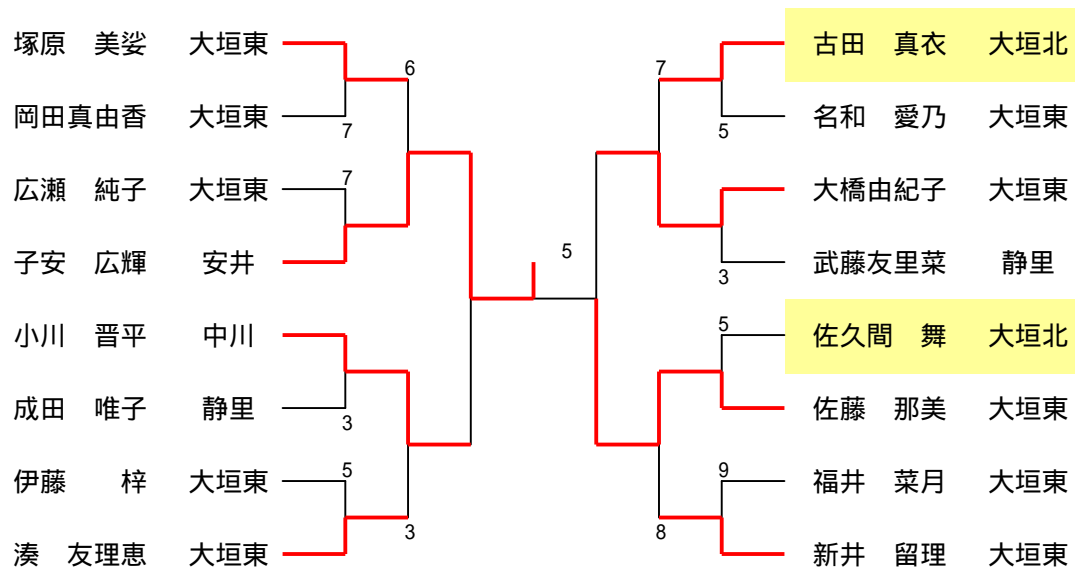 塚原　美娑　大垣東
岡田真由香　大垣東
広瀬　純子　大垣東
子安　広輝　安井
小川　晋平　中川
成田　唯子　静里
伊藤　　梓　大垣東
湊　友理恵　大垣東
6
7
7
3
5
3
5
7
5
3
5
9
8
古田　真衣　大垣北
名和　愛乃　大垣東
大橋由紀子　大垣東
武藤友里菜　静里
佐久間　舞　大垣北
佐藤　那美　大垣東
福井　菜月　大垣東
新井　留理　大垣東